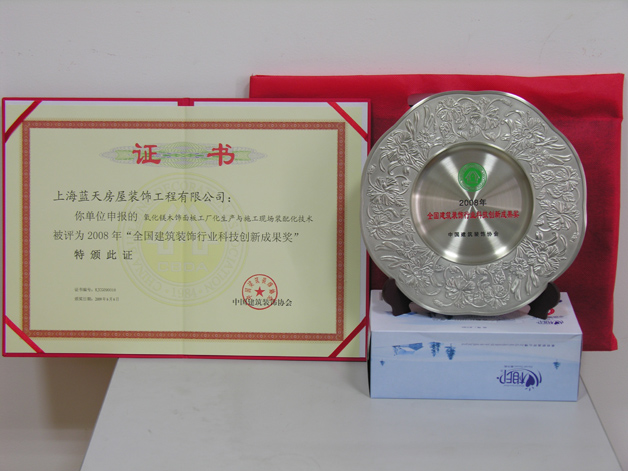 证 书
上海蓝天房屋装饰工程有限公司：
你单位申报的 氧化镁木饰面板工厂化生产与施工现场装配化技术
被评为2008年“全国建筑装饰行业科技创新成果奖”
特颁此证
中国建筑装饰协会
2008年
全国建筑装饰行业科技创新成果奖
中国建筑装饰协会
心相印